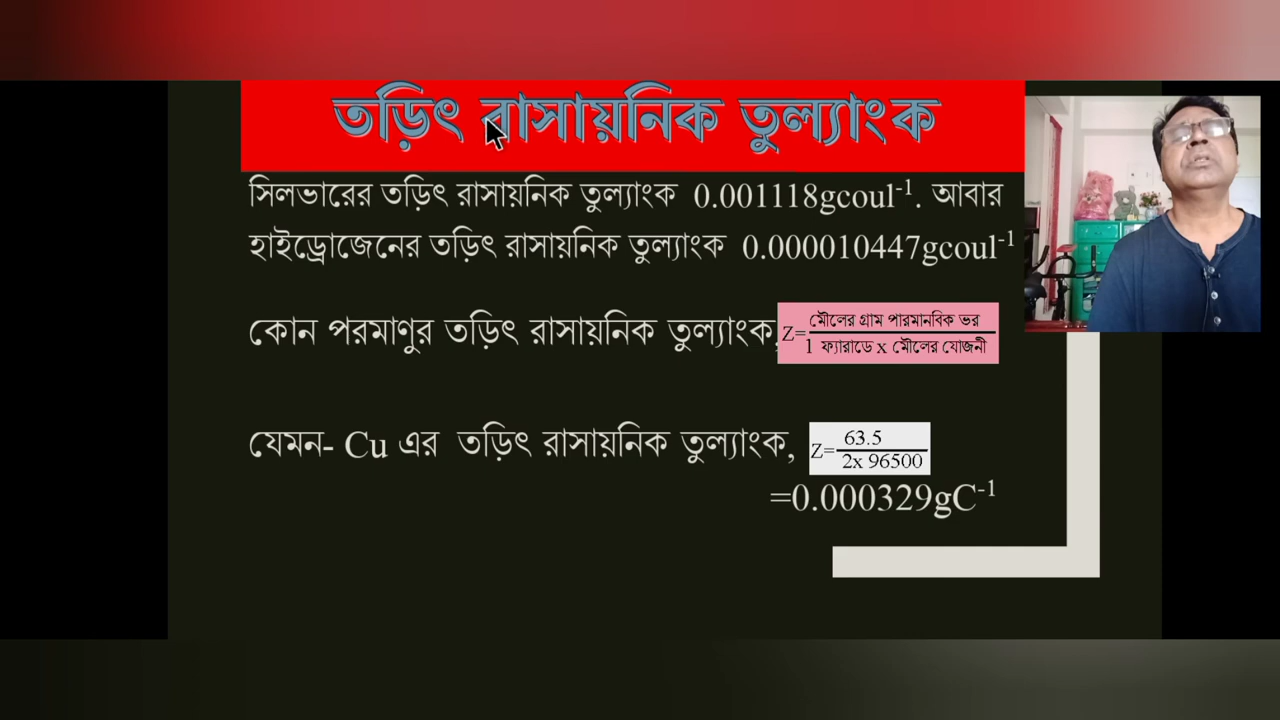 তড়িৎ রাসায়নিক তুল্যাংক
সিলভারের তড়িৎ রাসায়নিক তুল্যাংক 0.001118gcoul⁻¹. আবার
হাইড্রোজেনের তড়িৎ রাসায়নিক তুল্যাংক 0.000010447gcoul⁻¹
কোন পরমাণুর তড়িৎ রাসায়নিক তুল্যাংক, Z= মৌলের গ্রাম পারমানবিক ভর
1 ফ্যারাডে x মৌলের যোজনী
যেমন- Cu এর তড়িৎ রাসায়নিক তুল্যাংক, Z= 63.5
2x 96500
=0.000329gC⁻¹